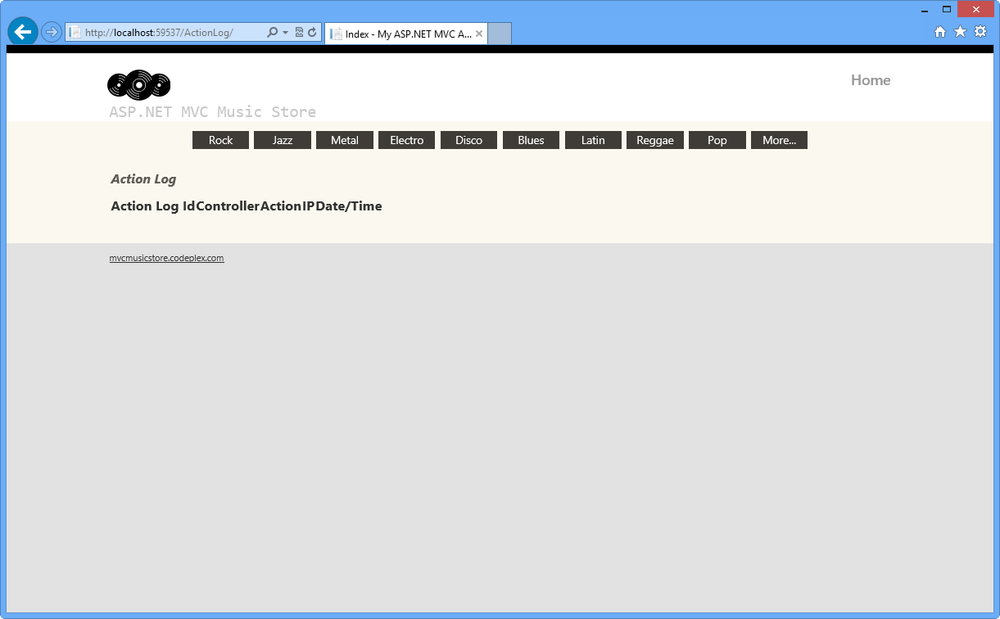 http://localhost:59537/ActionLog/
Index - My ASP.NET MVC A...
Home
ASP.NET MVC Music Store
Rock Jazz Metal Electro Disco Blues Latin Reggae Pop More...
Action Log
Action Log IdControllerActionIPDate/Time
mvcmusicstore.codeplex.com